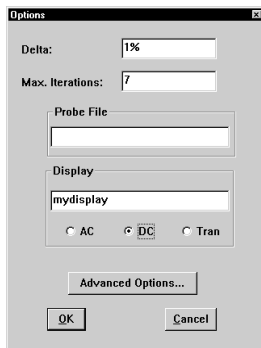 Options
Delta: 1%
Max. Iterations: 7
Probe File
Display
mydisplay
AC DC Tran
Advanced Options...
OK Cancel